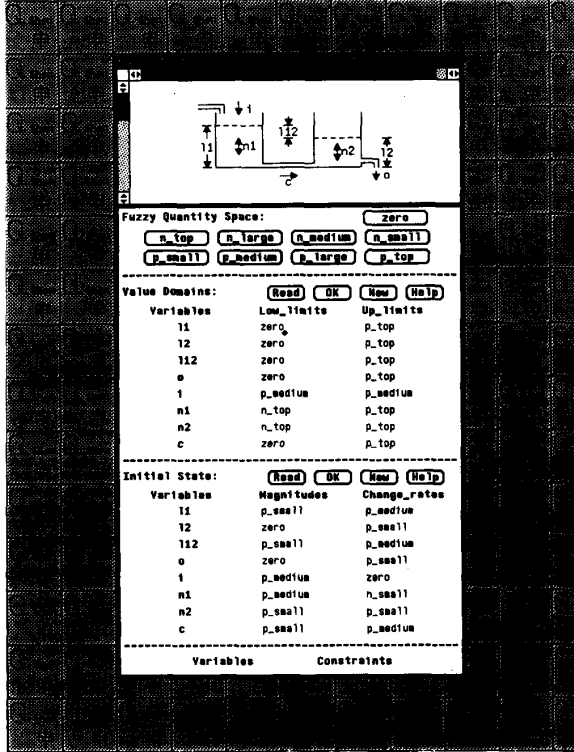 i
l1
n1
l12
n2
l2
c
o
Fuzzy Quantity Space: zero
n_top n_large n_medium n_small
p_small p_medium p_large p_top
Value Domains: Read OK New Help
Variables Low_limits Up_limits
l1 zero p_top
l2 zero p_top
l12 zero p_top
o zero p_top
i p_medium p_medium
n1 n_top p_top
n2 n_top p_top
c zero p_top
Initial State: Read OK New Help
Variables Magnitudes Change_rates
l1 p_small p_medium
l2 zero p_small
l12 p_small p_medium
o zero p_small
i p_medium zero
n1 p_medium n_small
n2 p_small p_small
c p_small p_medium
Variables Constraints